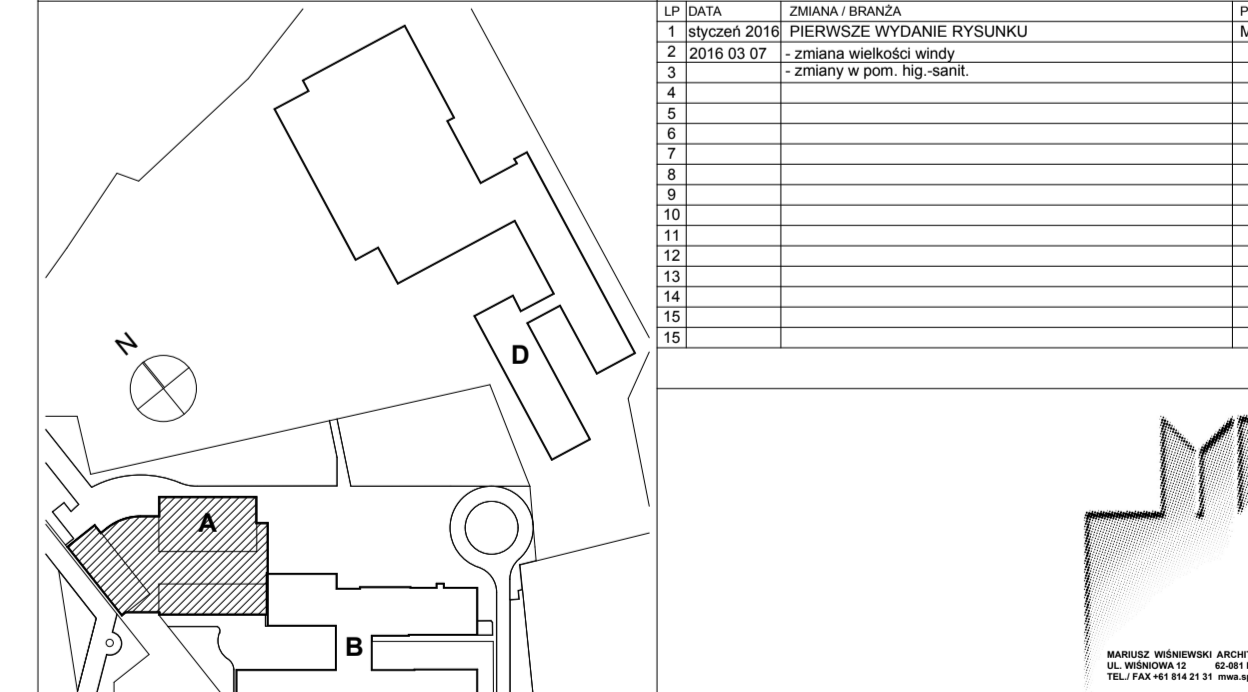 LP DATA ZMIANA / BRANŻA
1 styczeń 2016 PIERWSZE WYDANIE RYSUNKU
2 2016 03 07 - zmiana wielkości windy
3 - zmiany w pom. hig.-sanit.
4
5
6
7
8
9
10
11
12
13
14
15
15
N
D
A
B
MARIUSZ WIŚNIEWSKI
UL. WIŚNIOWA 12 62-081
TEL./ FAX +61 814 21 31